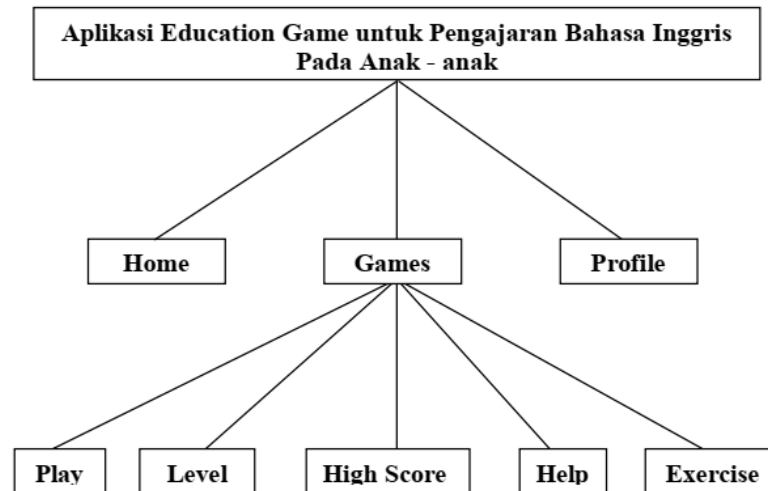 Aplikasi Education Game untuk Pengajaran Bahasa Inggris
Pada Anak - anak
Home
Games
Profile
Play
Level
High Score
Help
Exercise